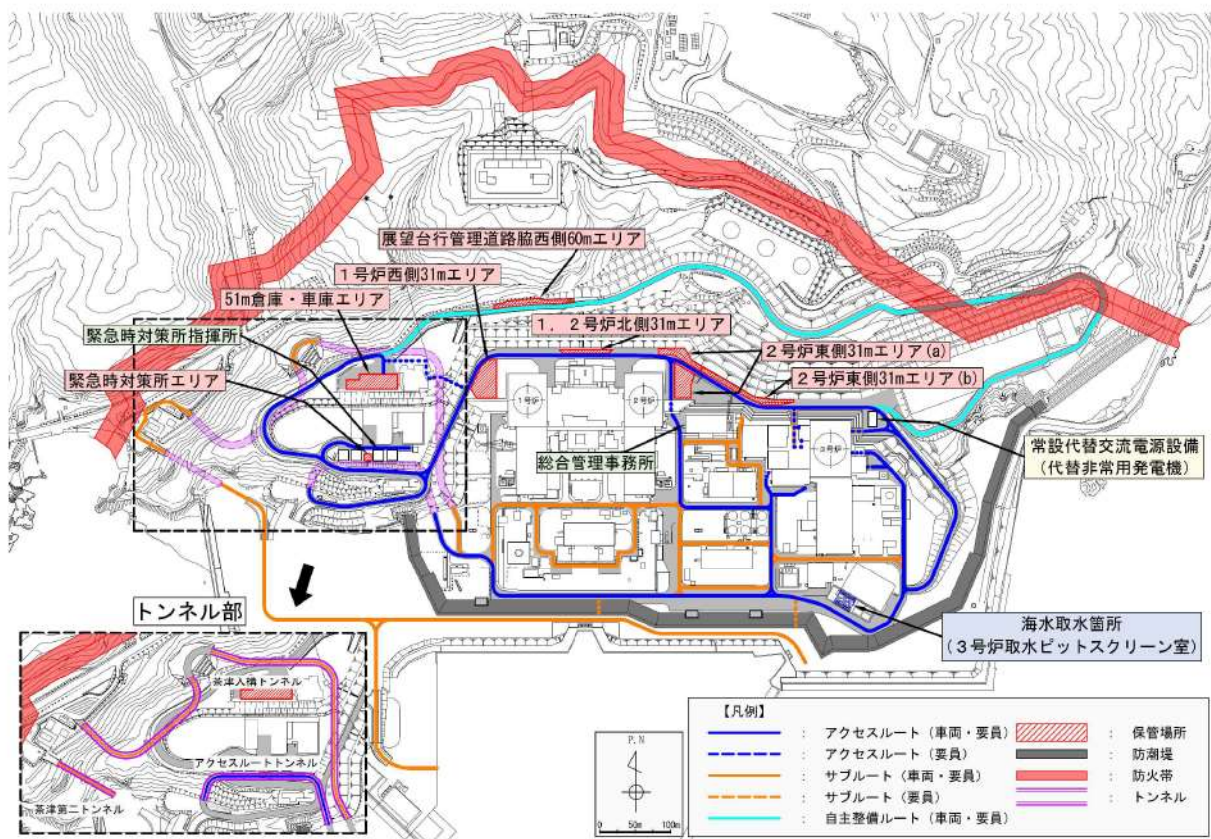 展望台行管理道路脇西側60mエリア
1号炉西側31mエリア
51m倉庫・車庫エリア
1,2号炉北側31mエリア
緊急時対策所指揮所
2号炉東側31mエリア(a)
緊急時対策所エリア
2号炉東側31mエリア(b)
1号炉
2号炉
3号炉
総合管理事務所
常設代替交流電源設備
(代替非常用発電機)
トンネル部
海水取水箇所
(3号炉取水ピットスクリーン室)
茶津入構トンネル
アクセスルートトンネル
茶津第二トンネル
P.N
0 50m 100m
【凡例】
: アクセスルート(車両・要員)
: アクセスルート(要員)
: サブルート(車両・要員)
: サブルート(要員)
: 自主整備ルート(車両・要員)
: 保管場所
: 防潮堤
: 防火帯
: トンネル